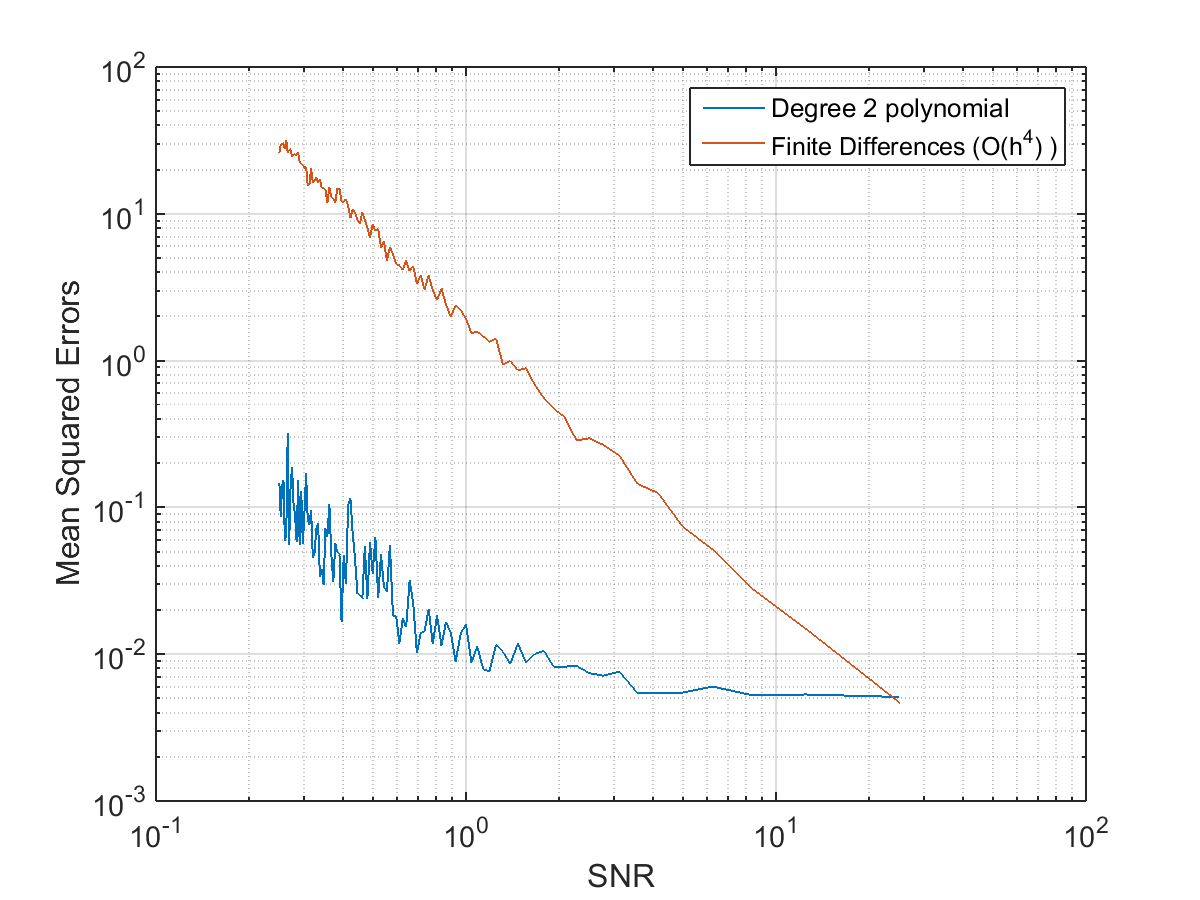 10^2
10^1
10^0
10^-1
10^-2
10^-3
Mean Squared Errors
Degree 2 polynomial
Finite Differences (O(h^4) )
10^-1 10^0 10^1 10^2
SNR